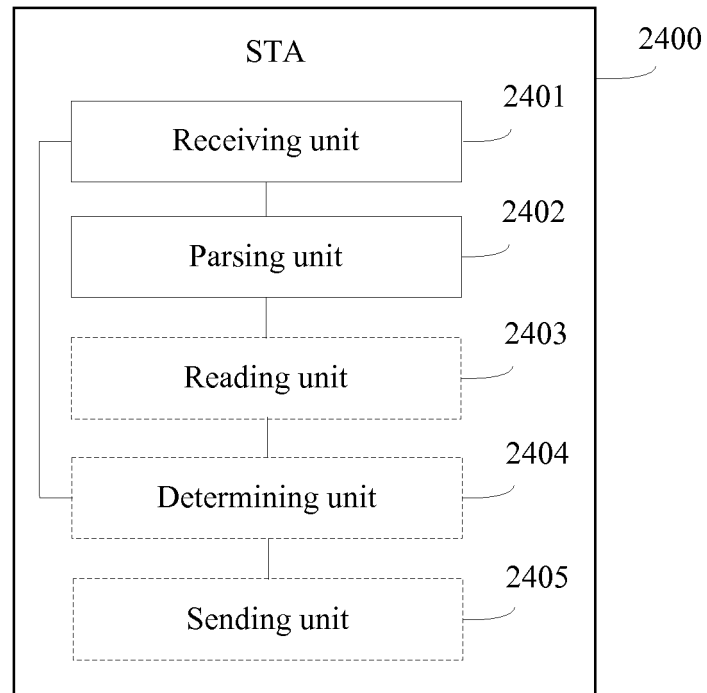 STA
2400
2401
Receiving unit
2402
Parsing unit
2403
Reading unit
2404
Determining unit
2405
Sending unit